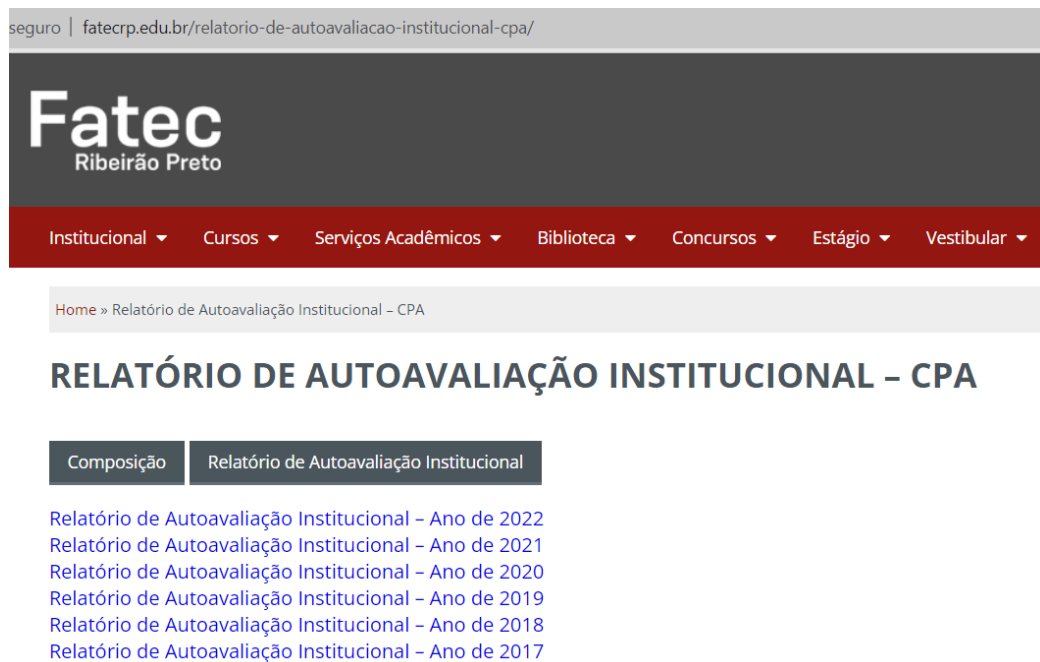 seguro | fatecrp.edu.br/relatorio-de-autoavaliacao-institucional-cpa/
Fatec
Ribeirão Preto
Institucional Cursos Serviços Acadêmicos Biblioteca Concursos Estágio Vestibular
Home » Relatório de Autoavaliação Institucional – CPA
RELATÓRIO DE AUTOAVALIAÇÃO INSTITUCIONAL – CPA
Composição Relatório de Autoavaliação Institucional
Relatório de Autoavaliação Institucional – Ano de 2022
Relatório de Autoavaliação Institucional – Ano de 2021
Relatório de Autoavaliação Institucional – Ano de 2020
Relatório de Autoavaliação Institucional – Ano de 2019
Relatório de Autoavaliação Institucional – Ano de 2018
Relatório de Autoavaliação Institucional – Ano de 2017